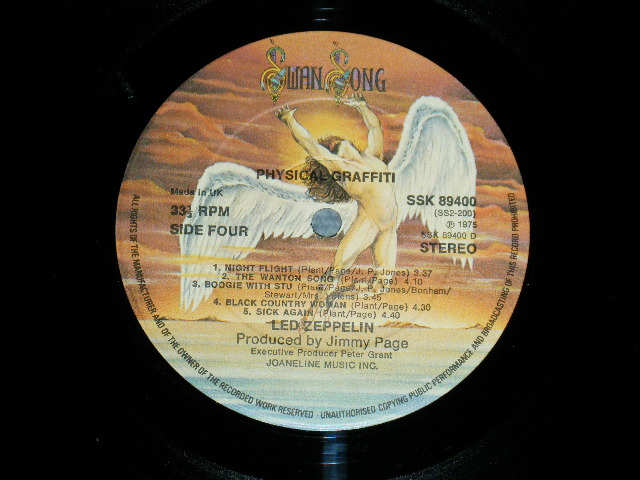 SWAN SONG
PHYSICAL GRAFFITI
Made in UK
33⅓ RPM
SIDE FOUR
SSK 89400
(SS2-200)
℗ 1975
SSK 89400 D
STEREO
1. NIGHT FLIGHT (Plant/Page/J. P. Jones) 3.37
2. THE WANTON SONG (Plant/Page) 4.10
3. BOOGIE WITH STU (Plant/Page/J. P. Jones/Bonham/
Stewart/Mrs. Valens) 3.45
4. BLACK COUNTRY WOMAN (Plant/Page) 4.30
5. SICK AGAIN (Plant/Page) 4.40
LED ZEPPELIN
Produced by Jimmy Page
Executive Producer Peter Grant
JOANELINE MUSIC INC.
ALL RIGHTS OF THE MANUFACTURER AND OF THE OWNER OF THE RECORDED WORK RESERVED · UNAUTHORISED COPYING PUBLIC PERFORMANCE AND BROADCASTING OF THIS RECORD PROHIBITED